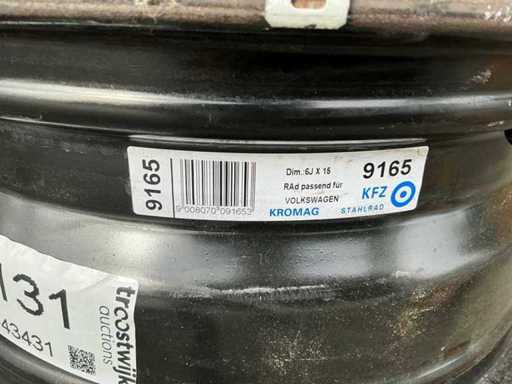 9165
9 008070 091653
Dim.:6J X 15
RAd passend für
VOLKSWAGEN
KROMAG STAHLRAD
9165
KFZ
131
43431
troostwijk
auctions